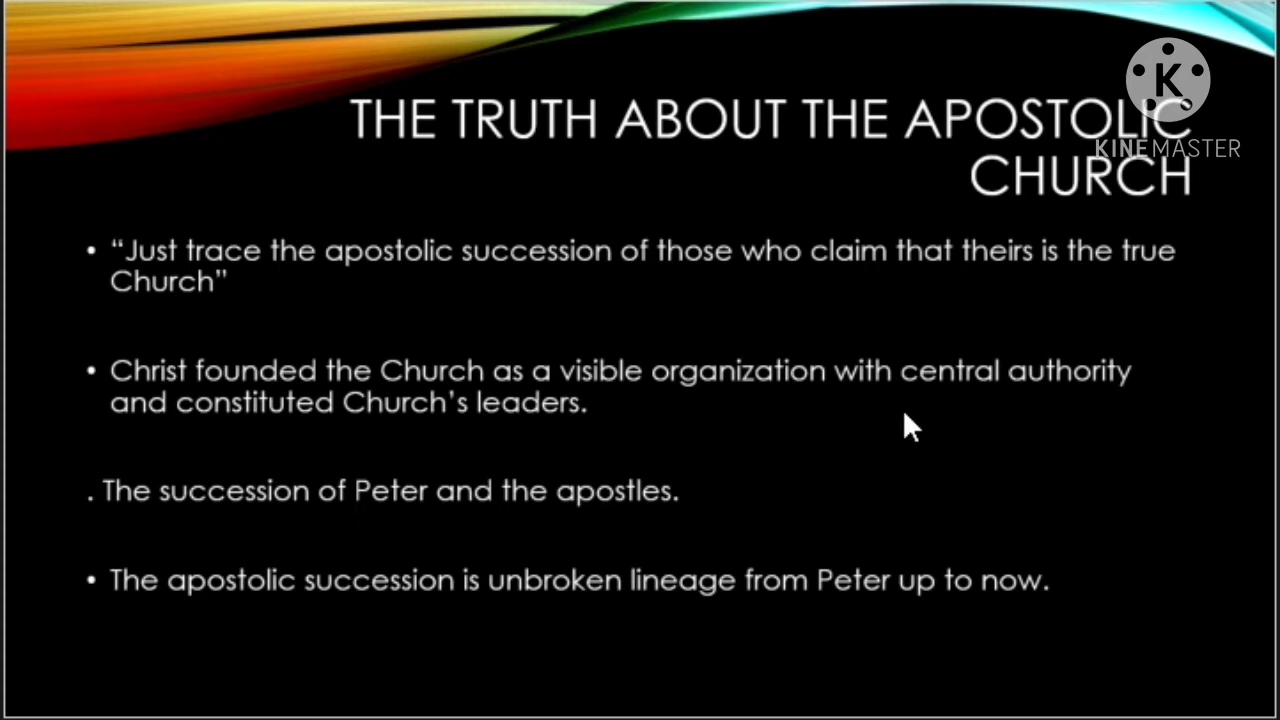 K
KINEMASTER
THE TRUTH ABOUT THE APOSTOLIC
CHURCH
• “Just trace the apostolic succession of those who claim that theirs is the true
Church”
• Christ founded the Church as a visible organization with central authority
and constituted Church’s leaders.
. The succession of Peter and the apostles.
• The apostolic succession is unbroken lineage from Peter up to now.